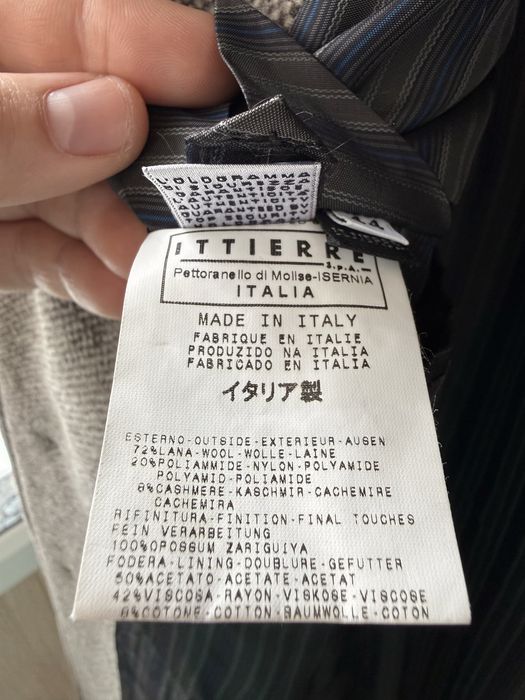 L'OLOGRAMMA
44
ITTIERRE
S.p.A.
Pettoranello di Molise-ISERNIA
ITALIA
MADE IN ITALY
FABRIQUE EN ITALIE
PRODUZIDO NA ITALIA
FABRICADO EN ITALIA
イタリア製
ESTERNO-OUTSIDE-EXTERIEUR-AUSEN
72%LANA-WOOL-WOLLE-LAINE
20%POLIAMMIDE-NYLON-POLYAMIDE
POLYAMID-POLIAMIDE
8%CASHMERE-KASCHMIR-CACHEMIRE
CACHEMIRA
RIFINITURA-FINITION-FINAL TOUCHES
FEIN VERARBEITUNG
100%OPOSSUM ZARIGUIYA
FODERA-LINING-DOUBLURE-GEFUTTER
50%ACETATO-ACETATE-ACETAT
42%VISCOSA-RAYON-VISKOSE-VISCOSE
8%COTONE-COTTON-BAUMWOLLE-COTON